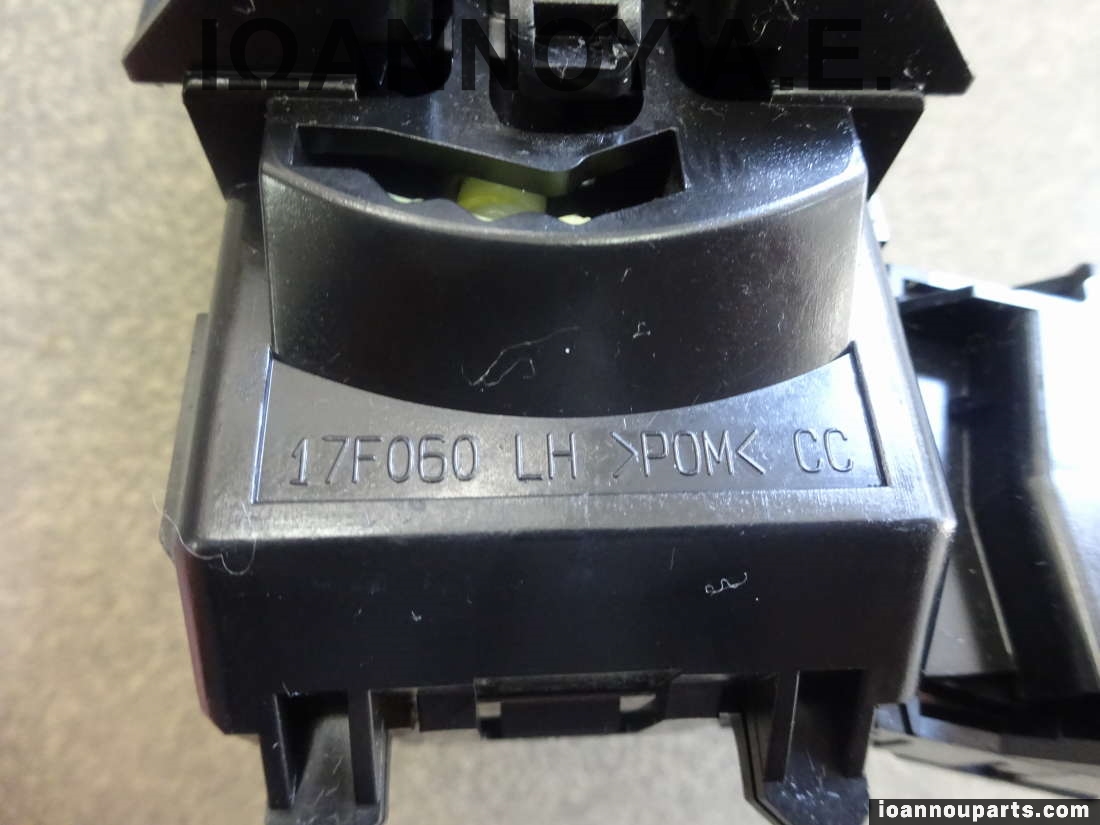 IOANNOY A.E.
17F060 LH >POM< CC
ioannouparts.com